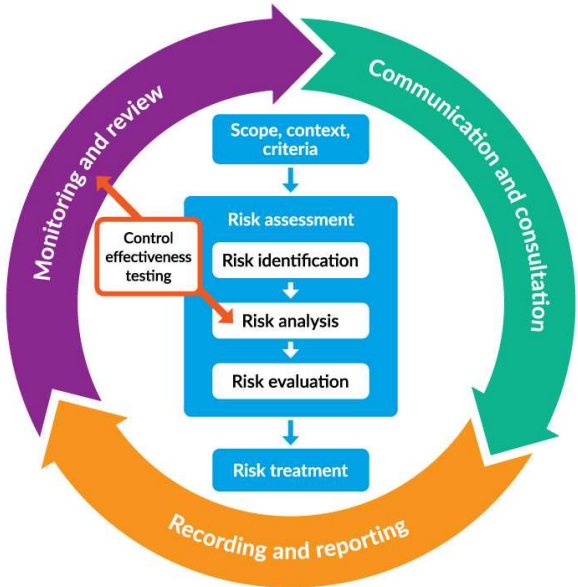 Monitoring and review
Communication and consultation
Scope, context,
criteria
Risk assessment
Control
effectiveness
testing
Risk identification
Risk analysis
Risk evaluation
Risk treatment
Recording and reporting